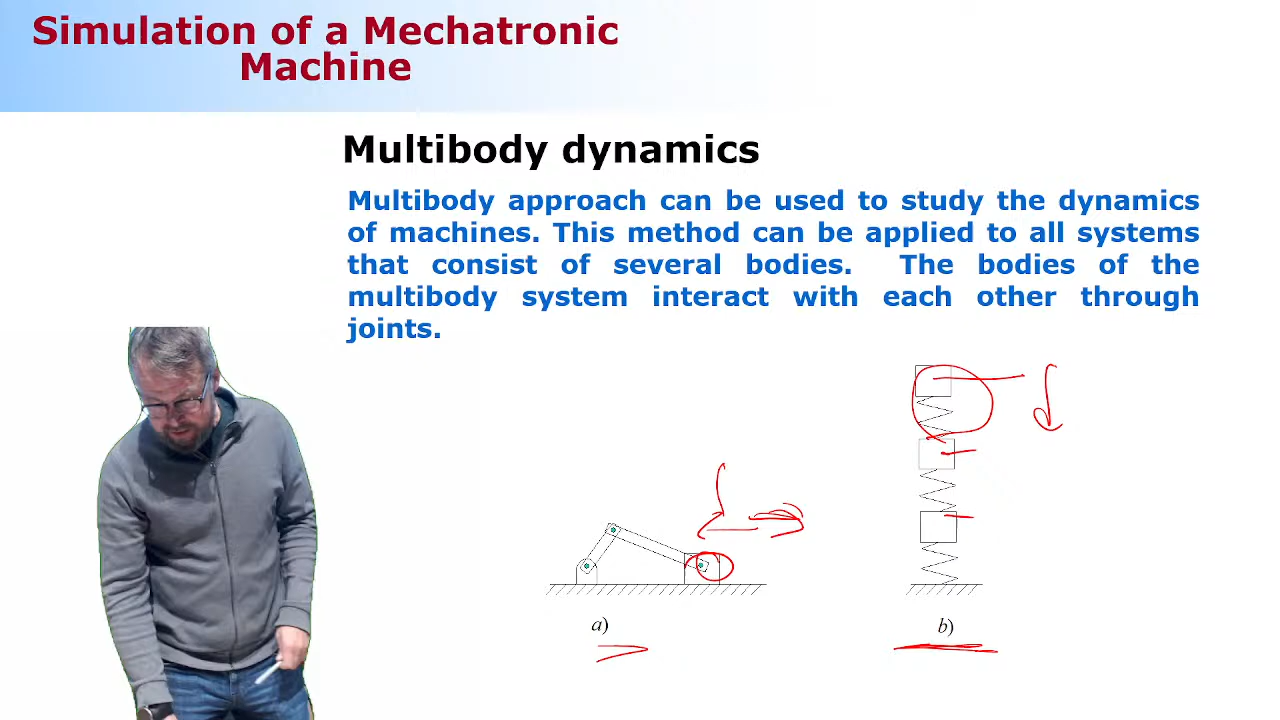 Simulation of a Mechatronic
Machine
Multibody dynamics
Multibody approach can be used to study the dynamics
of machines. This method can be applied to all systems
that consist of several bodies. The bodies of the
multibody system interact with each other through
joints.
a)
b)